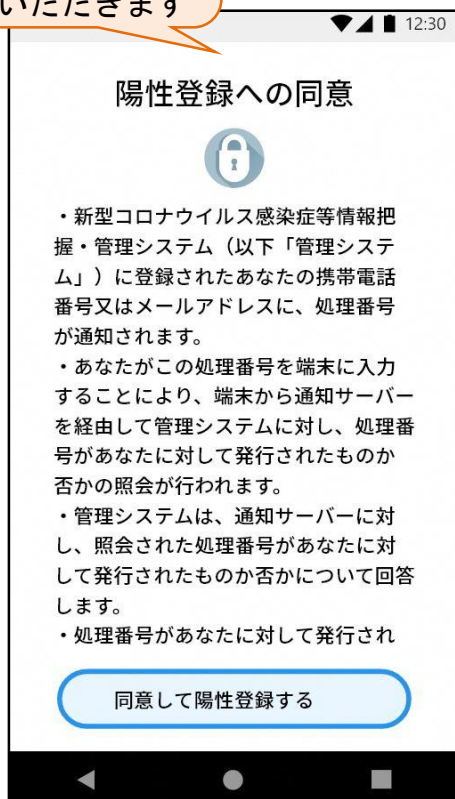 いただきます
12:30
陽性登録への同意
・新型コロナウイルス感染症等情報把
握・管理システム（以下「管理システ
ム」）に登録されたあなたの携帯電話
番号又はメールアドレスに、処理番号
が通知されます。
・あなたがこの処理番号を端末に入力
することにより、端末から通知サーバー
を経由して管理システムに対し、処理番
号があなたに対して発行されたものか
否かの照会が行われます。
・管理システムは、通知サーバーに対
し、照会された処理番号があなたに対
して発行されたものか否かについて回答
します。
・処理番号があなたに対して発行され
同意して陽性登録する